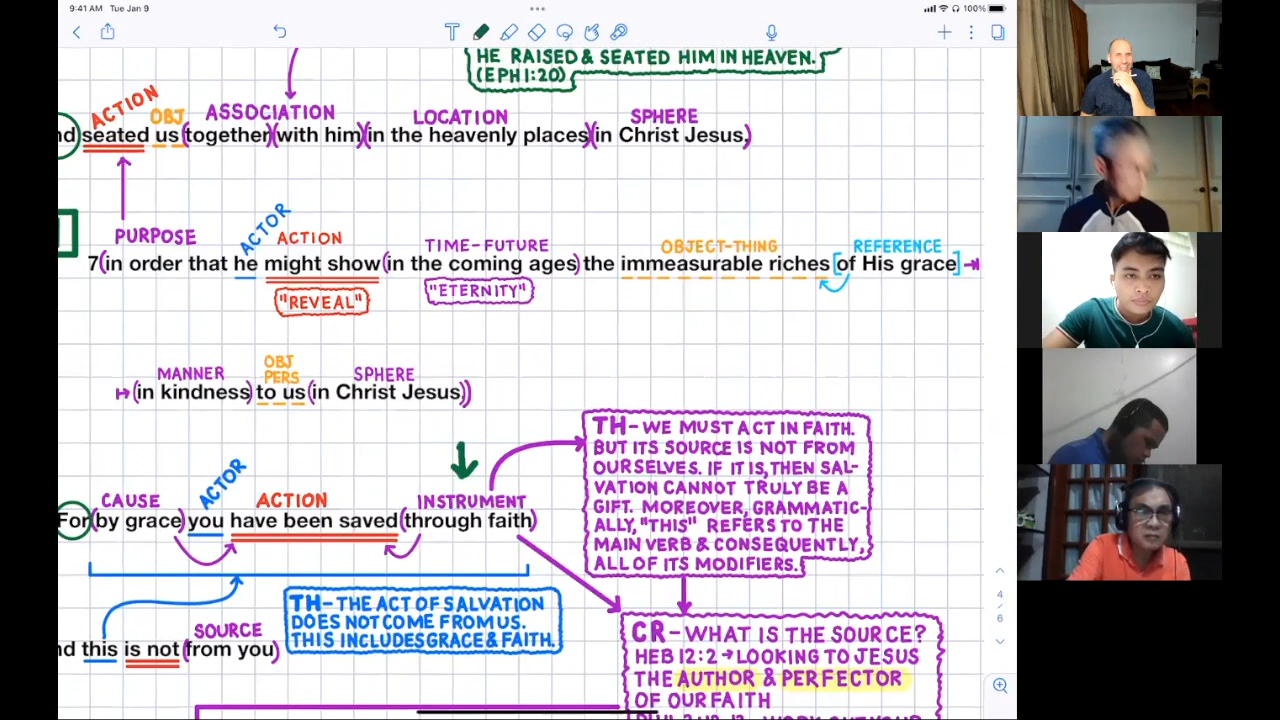 9:41 AM Tue Jan 9
100%
HE RAISED & SEATED HIM IN HEAVEN.
(EPH 1:20)
ACTION OBJ ASSOCIATION LOCATION SPHERE
nd seated us (together)(with him)(in the heavenly places)(in Christ Jesus,)
PURPOSE ACTOR ACTION TIME-FUTURE OBJECT-THING REFERENCE
7 (in order that he might show (in the coming ages) the immeasurable riches [of His grace]
"REVEAL" "ETERNITY"
MANNER OBJ PERS SPHERE
(in kindness) to us (in Christ Jesus))
TH - WE MUST ACT IN FAITH.
BUT ITS SOURCE IS NOT FROM
OURSELVES. IF IT IS, THEN SAL-
VATION CANNOT TRULY BE A
GIFT. MOREOVER, GRAMMATIC-
ALLY, "THIS" REFERS TO THE
MAIN VERB & CONSEQUENTLY,
ALL OF ITS MODIFIERS.
CAUSE ACTOR ACTION INSTRUMENT
For (by grace) you have been saved (through faith)
TH - THE ACT OF SALVATION
DOES NOT COME FROM US.
THIS INCLUDES GRACE & FAITH.
SOURCE
nd this is not (from you)
CR - WHAT IS THE SOURCE?
HEB 12:2 → LOOKING TO JESUS
THE AUTHOR & PERFECTOR
OF OUR FAITH
4
6